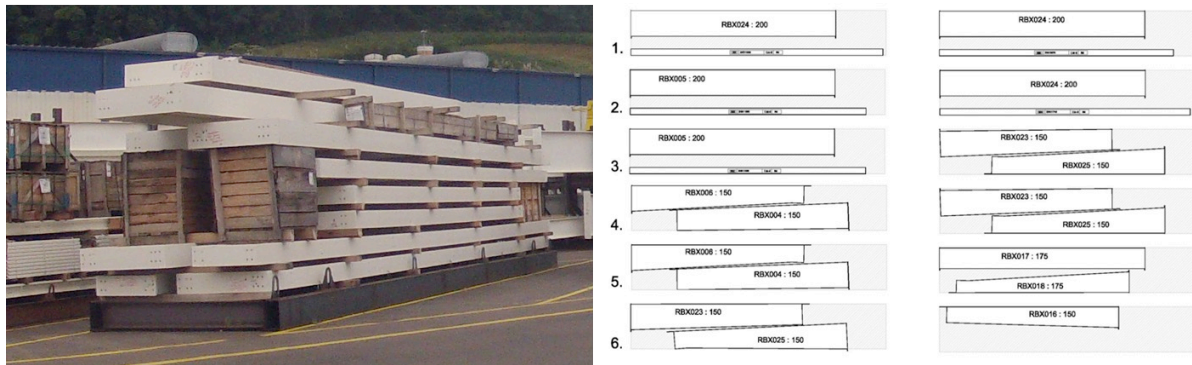 RBX024 : 200
1.
RBX005 : 200
2.
RBX005 : 200
3.
RBX006 : 150
4.
RBX004 : 150
RBX006 : 150
5.
RBX004 : 150
RBX023 : 150
6.
RBX025 : 150
RBX024 : 200
RBX024 : 200
RBX023 : 150
RBX025 : 150
RBX023 : 150
RBX025 : 150
RBX017 : 175
RBX018 : 175
RBX016 : 150